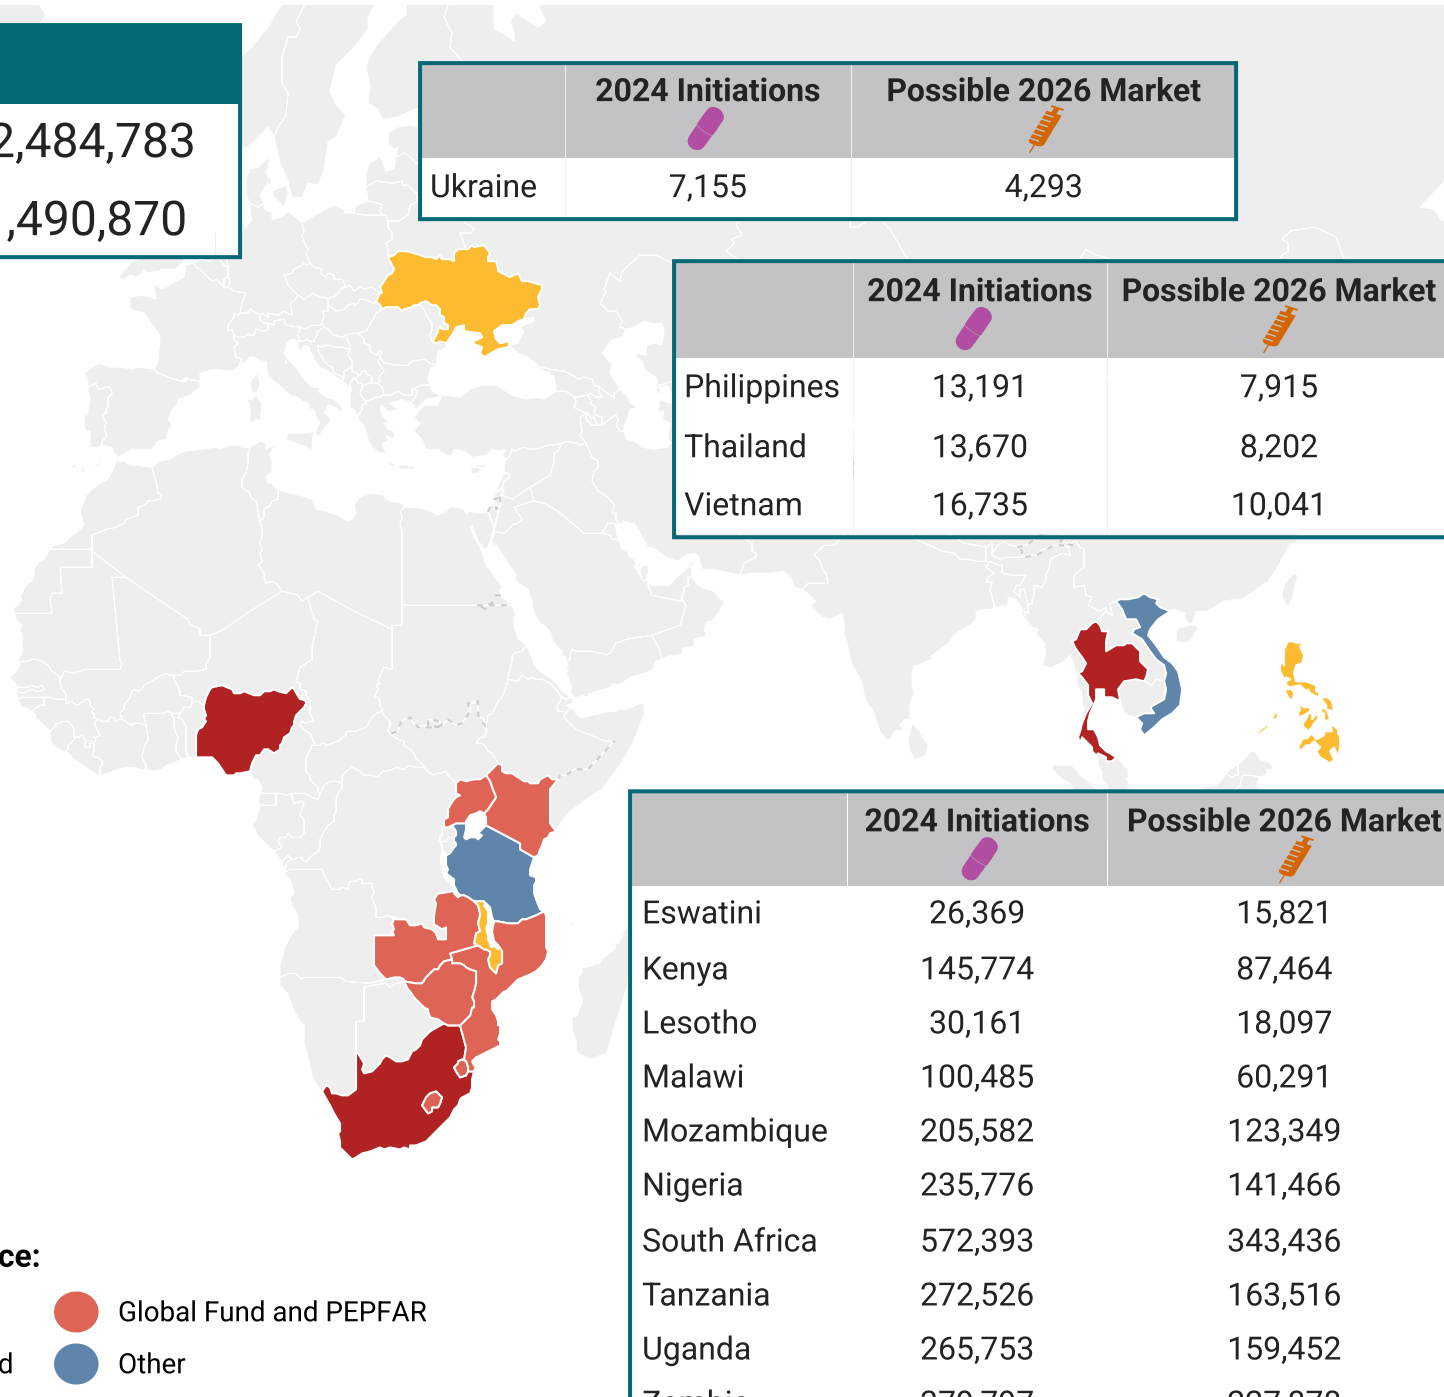 2,484,783
,490,870
2024 Initiations Possible 2026 Market
Ukraine 7,155 4,293
2024 Initiations Possible 2026 Market
Philippines 13,191 7,915
Thailand 13,670 8,202
Vietnam 16,735 10,041
2024 Initiations Possible 2026 Market
Eswatini 26,369 15,821
Kenya 145,774 87,464
Lesotho 30,161 18,097
Malawi 100,485 60,291
Mozambique 205,582 123,349
Nigeria 235,776 141,466
South Africa 572,393 343,436
Tanzania 272,526 163,516
Uganda 265,753 159,452
ce:
Global Fund and PEPFAR
d Other